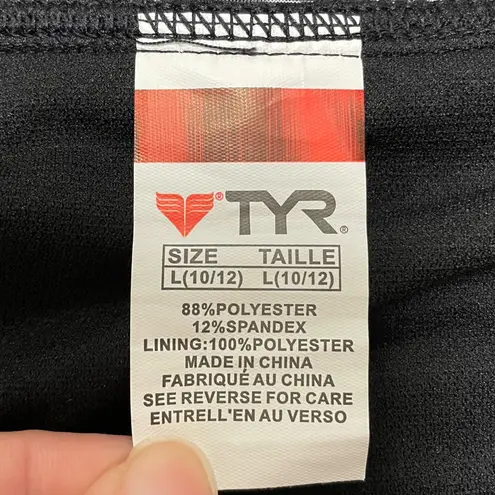 TYR®
SIZE TAILLE
L(10/12) L(10/12)
88%POLYESTER
12%SPANDEX
LINING:100%POLYESTER
MADE IN CHINA
FABRIQUÉ AU CHINA
SEE REVERSE FOR CARE
ENTRELL'EN AU VERSO